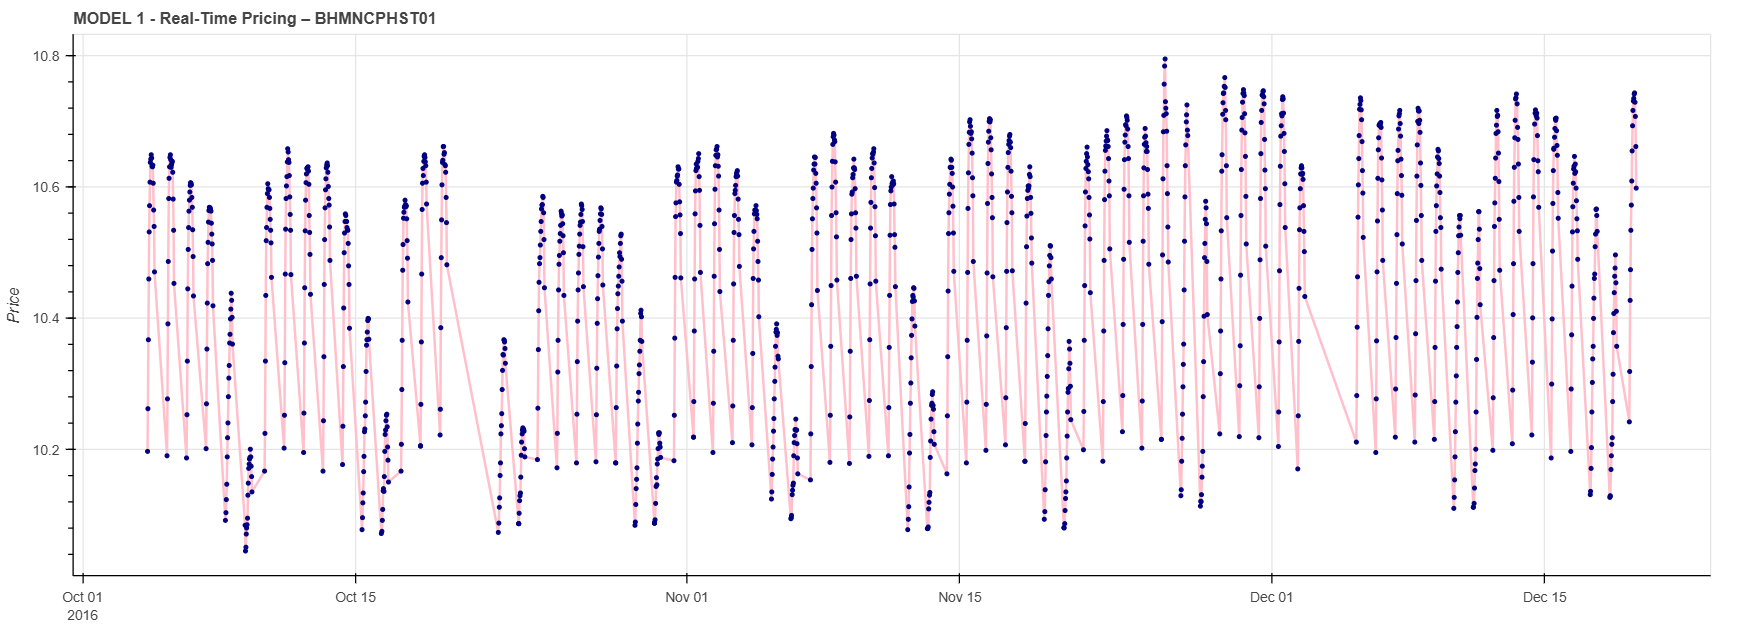 MODEL 1 - Real-Time Pricing – BHMNCPHST01
10.8
10.6
10.4
10.2
Price
Oct 01
2016
Oct 15
Nov 01
Nov 15
Dec 01
Dec 15